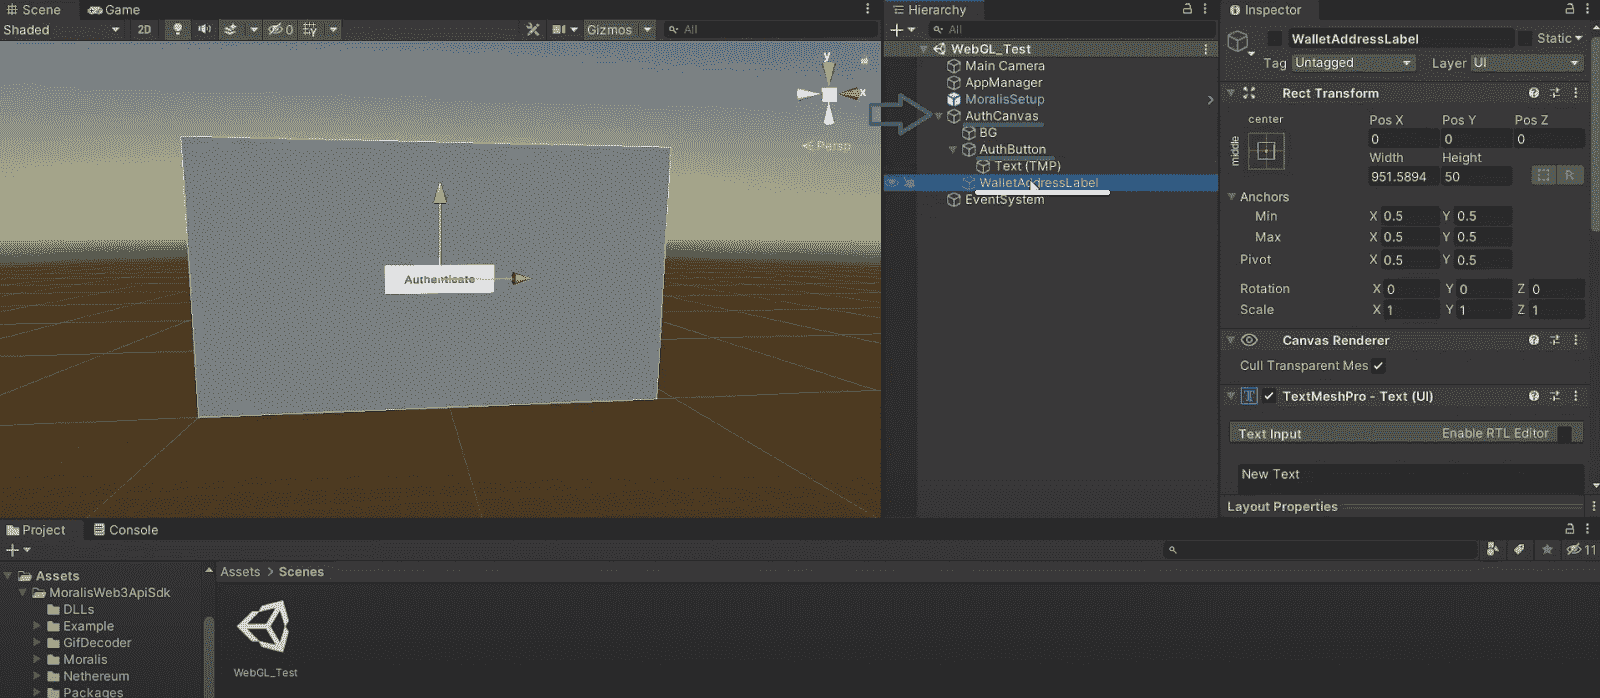 Scene
Game
Shaded
2D
0
Gizmos
All
y
x
Persp
Authenticate
Hierarchy
All
WebGL_Test
Main Camera
AppManager
MoralisSetup
AuthCanvas
BG
AuthButton
Text (TMP)
WalletAddressLabel
EventSystem
Inspector
WalletAddressLabel
Static
Tag Untagged Layer UI
Rect Transform
center
middle
Pos X Pos Y Pos Z
0 0 0
Width Height
951.5894 50
R
Anchors
Min X 0.5 Y 0.5
Max X 0.5 Y 0.5
Pivot X 0.5 Y 0.5
Rotation X 0 Y 0 Z 0
Scale X 1 Y 1 Z 1
Canvas Renderer
Cull Transparent Mes
TextMeshPro - Text (UI)
Text Input Enable RTL Editor
New Text
Layout Properties
Project
Console
11
Assets
MoralisWeb3ApiSdk
DLLs
Example
GifDecoder
Moralis
Nethereum
Packages
Assets > Scenes
WebGL_Test